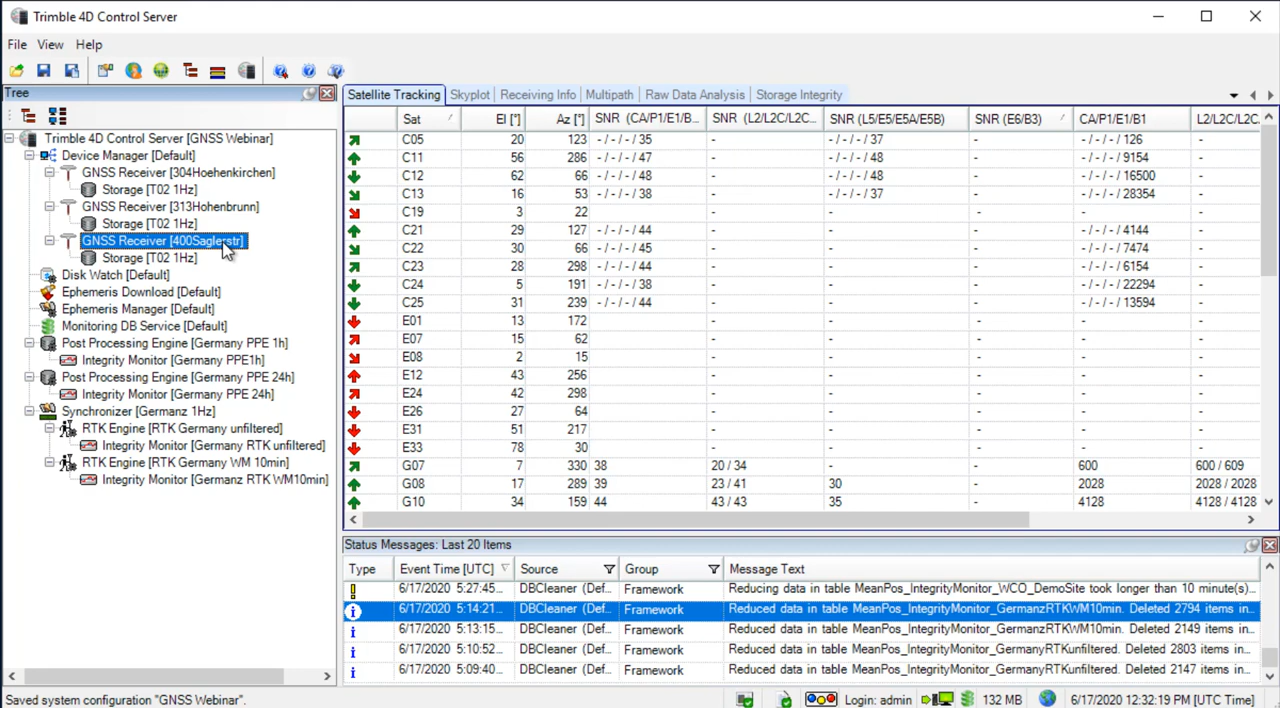 Trimble 4D Control Server
File View Help
Tree
Trimble 4D Control Server [GNSS Webinar]
Device Manager [Default]
GNSS Receiver [304Hoehenkirchen]
Storage [T02 1Hz]
GNSS Receiver [313Hohenbrunn]
Storage [T02 1Hz]
GNSS Receiver [400Saglerstr]
Storage [T02 1Hz]
Disk Watch [Default]
Ephemeris Download [Default]
Ephemeris Manager [Default]
Monitoring DB Service [Default]
Post Processing Engine [Germany PPE 1h]
Integrity Monitor [Germany PPE1h]
Post Processing Engine [Germany PPE 24h]
Integrity Monitor [Germany PPE 24h]
Synchronizer [Germanz 1Hz]
RTK Engine [RTK Germany unfiltered]
Integrity Monitor [Germany RTK unfiltered]
RTK Engine [RTK Germany WM 10min]
Integrity Monitor [Germanz RTK WM10min]
Satellite Tracking Skyplot Receiving Info Multipath Raw Data Analysis Storage Integrity
Sat El [°] Az [°] SNR (CA/P1/E1/B... SNR (L2/L2C/L2C... SNR (L5/E5/E5A/E5B) SNR (E6/B3) CA/P1/E1/B1 L2/L2C/L2C
C05 20 123 - / - / - / 35 - - / - / - / 37 - - / - / - / 126 -
C11 56 286 - / - / - / 47 - - / - / - / 48 - - / - / - / 9154 -
C12 62 66 - / - / - / 48 - - / - / - / 48 - - / - / - / 16500 -
C13 16 53 - / - / - / 38 - - / - / - / 37 - - / - / - / 28354 -
C19 3 22 - - - - -
C21 29 127 - / - / - / 44 - - - - / - / - / 4144 -
C22 30 66 - / - / - / 45 - - - - / - / - / 7474 -
C23 28 298 - / - / - / 44 - - - - / - / - / 6154 -
C24 5 191 - / - / - / 38 - - - - / - / - / 22294 -
C25 31 239 - / - / - / 44 - - - - / - / - / 13594 -
E01 13 172 - - - - -
E07 15 62 - - - - -
E08 2 15 - - - - -
E12 43 256 - - - - -
E24 42 298 - - - - -
E26 27 64 - - - - -
E31 51 217 - - - - -
E33 78 30 - - - - -
G07 7 330 38 20 / 34 - - 600 600 / 609
G08 17 289 39 23 / 41 30 - 2028 2028 / 2028
G10 34 159 44 43 / 43 35 - 4128 4128 / 4128
Status Messages: Last 20 Items
Type Event Time [UTC] Source Group Message Text
6/17/2020 5:27:45... DBCleaner (Def... Framework Reducing data in table MeanPos_IntegrityMonitor_WCO_DemoSite took longer than 10 minute(s)...
6/17/2020 5:14:21... DBCleaner (Def... Framework Reduced data in table MeanPos_IntegrityMonitor_GermanzRTKWM10min. Deleted 2794 items in...
6/17/2020 5:13:15... DBCleaner (Def... Framework Reduced data in table MeanPos_IntegrityMonitor_GermanzRTKWM10min. Deleted 2149 items in...
6/17/2020 5:10:52... DBCleaner (Def... Framework Reduced data in table MeanPos_IntegrityMonitor_GermanyRTKunfiltered. Deleted 2803 items in...
6/17/2020 5:09:40... DBCleaner (Def... Framework Reduced data in table MeanPos_IntegrityMonitor_GermanyRTKunfiltered. Deleted 2147 items in...
Saved system configuration "GNSS Webinar". Login: admin 132 MB 6/17/2020 12:32:19 PM [UTC Time]